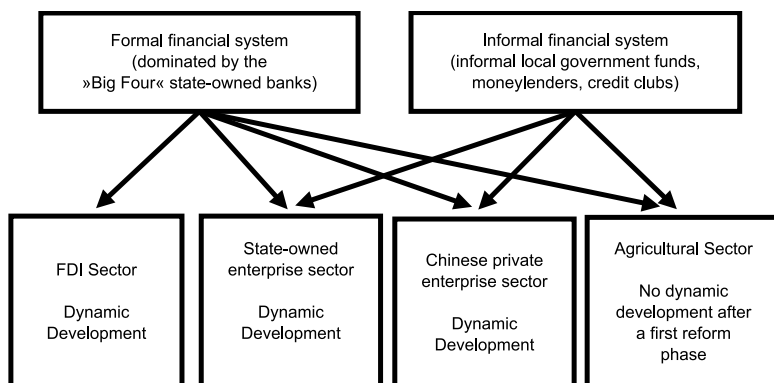 Formal financial system
(dominated by the
»Big Four« state-owned banks)
Informal financial system
(informal local government funds,
moneylenders, credit clubs)
FDI Sector
Dynamic
Development
State-owned
enterprise sector
Dynamic
Development
Chinese private
enterprise sector
Dynamic
Development
Agricultural Sector
No dynamic
development after
a first reform
phase